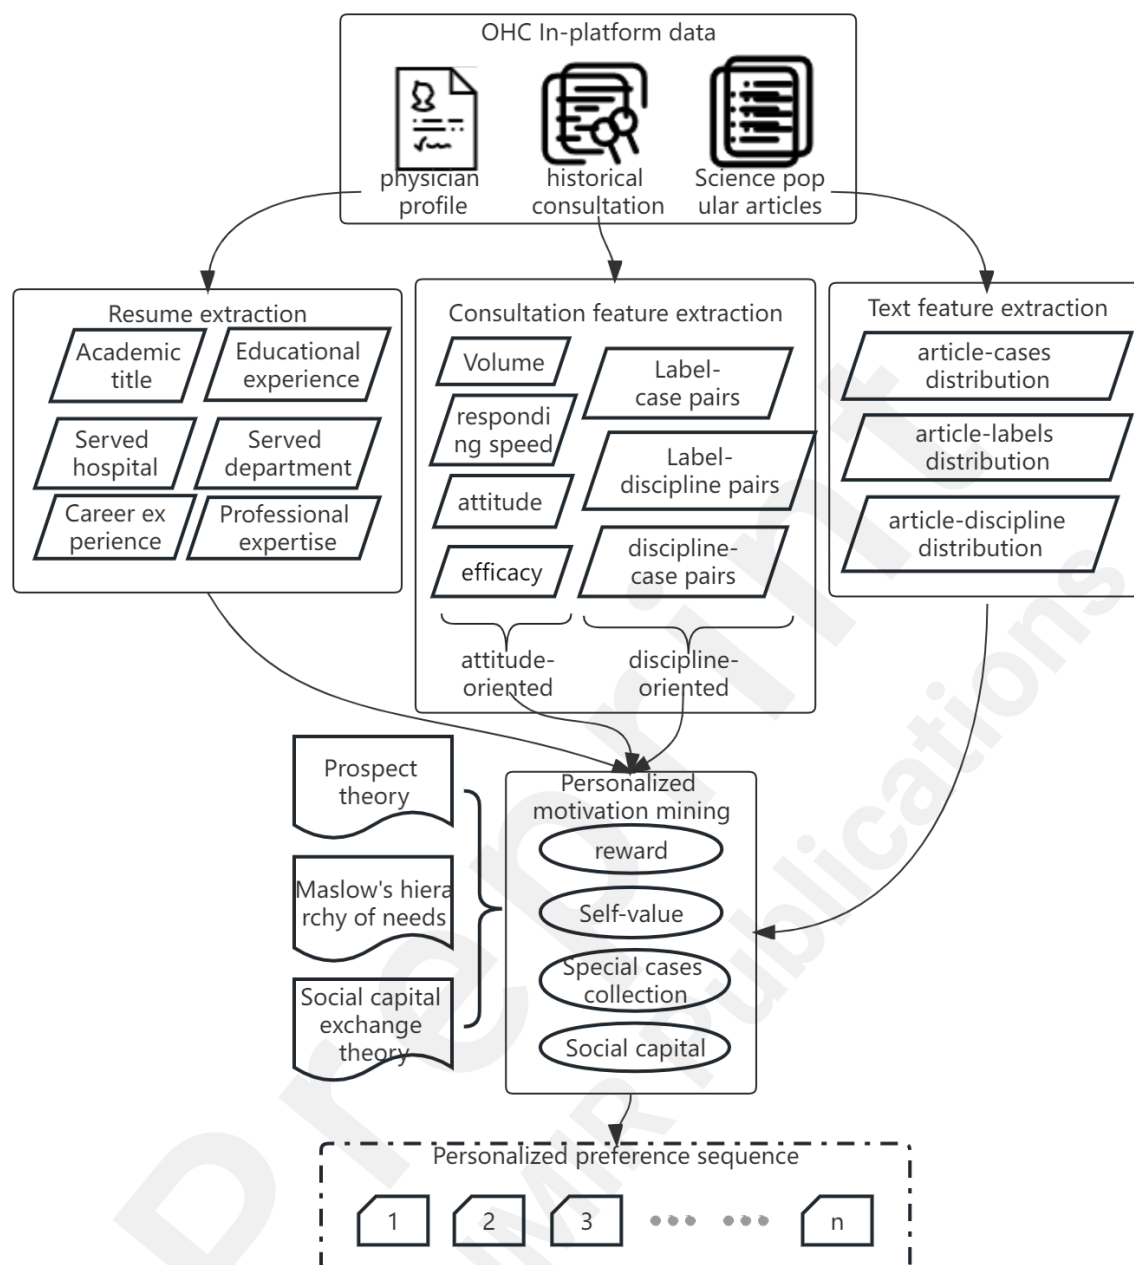 OHC In-platform data
physician
profile
historical
consultation
Science pop
ular articles
Resume extraction
Academic
title
Educational
experience
Served
hospital
Served
department
Career ex
perience
Professional
expertise
Consultation feature extraction
Volume
respondi
ng speed
attitude
efficacy
Label-
case pairs
Label-
discipline pairs
discipline-
case pairs
attitude-
oriented
discipline-
oriented
Text feature extraction
article-cases
distribution
article-labels
distribution
article-discipline
distribution
Prospect
theory
Maslow's hiera
rchy of needs
Social capital
exchange
theory
Personalized
motivation mining
reward
Self-value
Special cases
collection
Social capital
Personalized preference sequence
1
2
3
n
Preprint
JMIR Publications